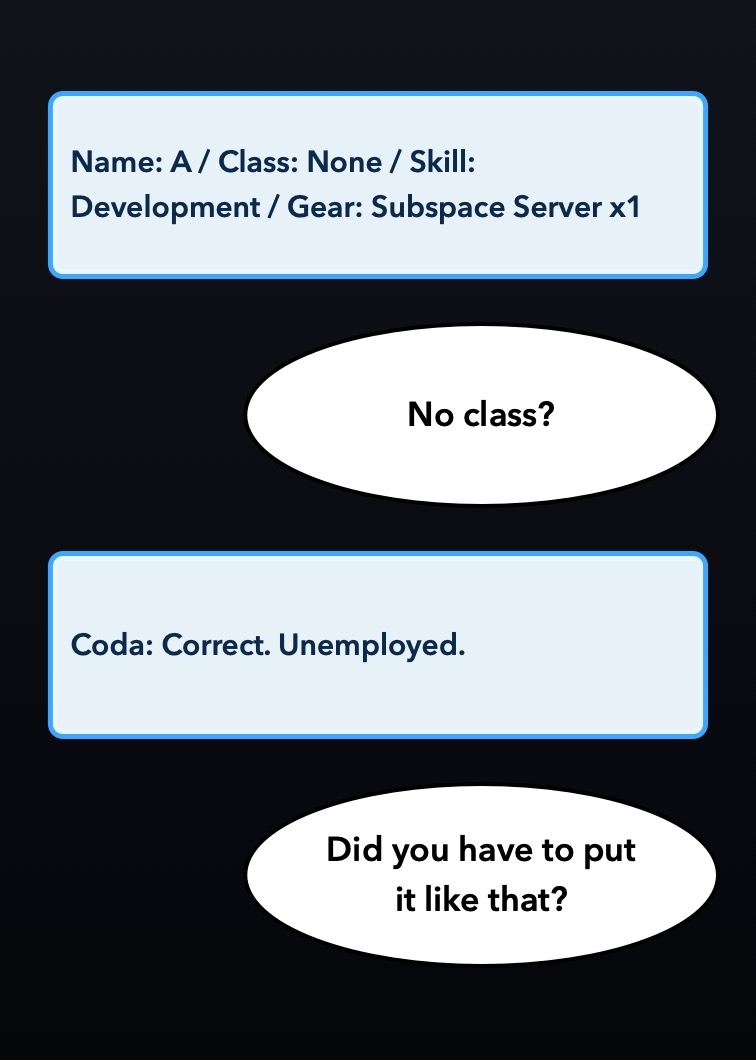 Name: A / Class: None / Skill:
Development / Gear: Subspace Server x1
No class?
Coda: Correct. Unemployed.
Did you have to put
it like that?